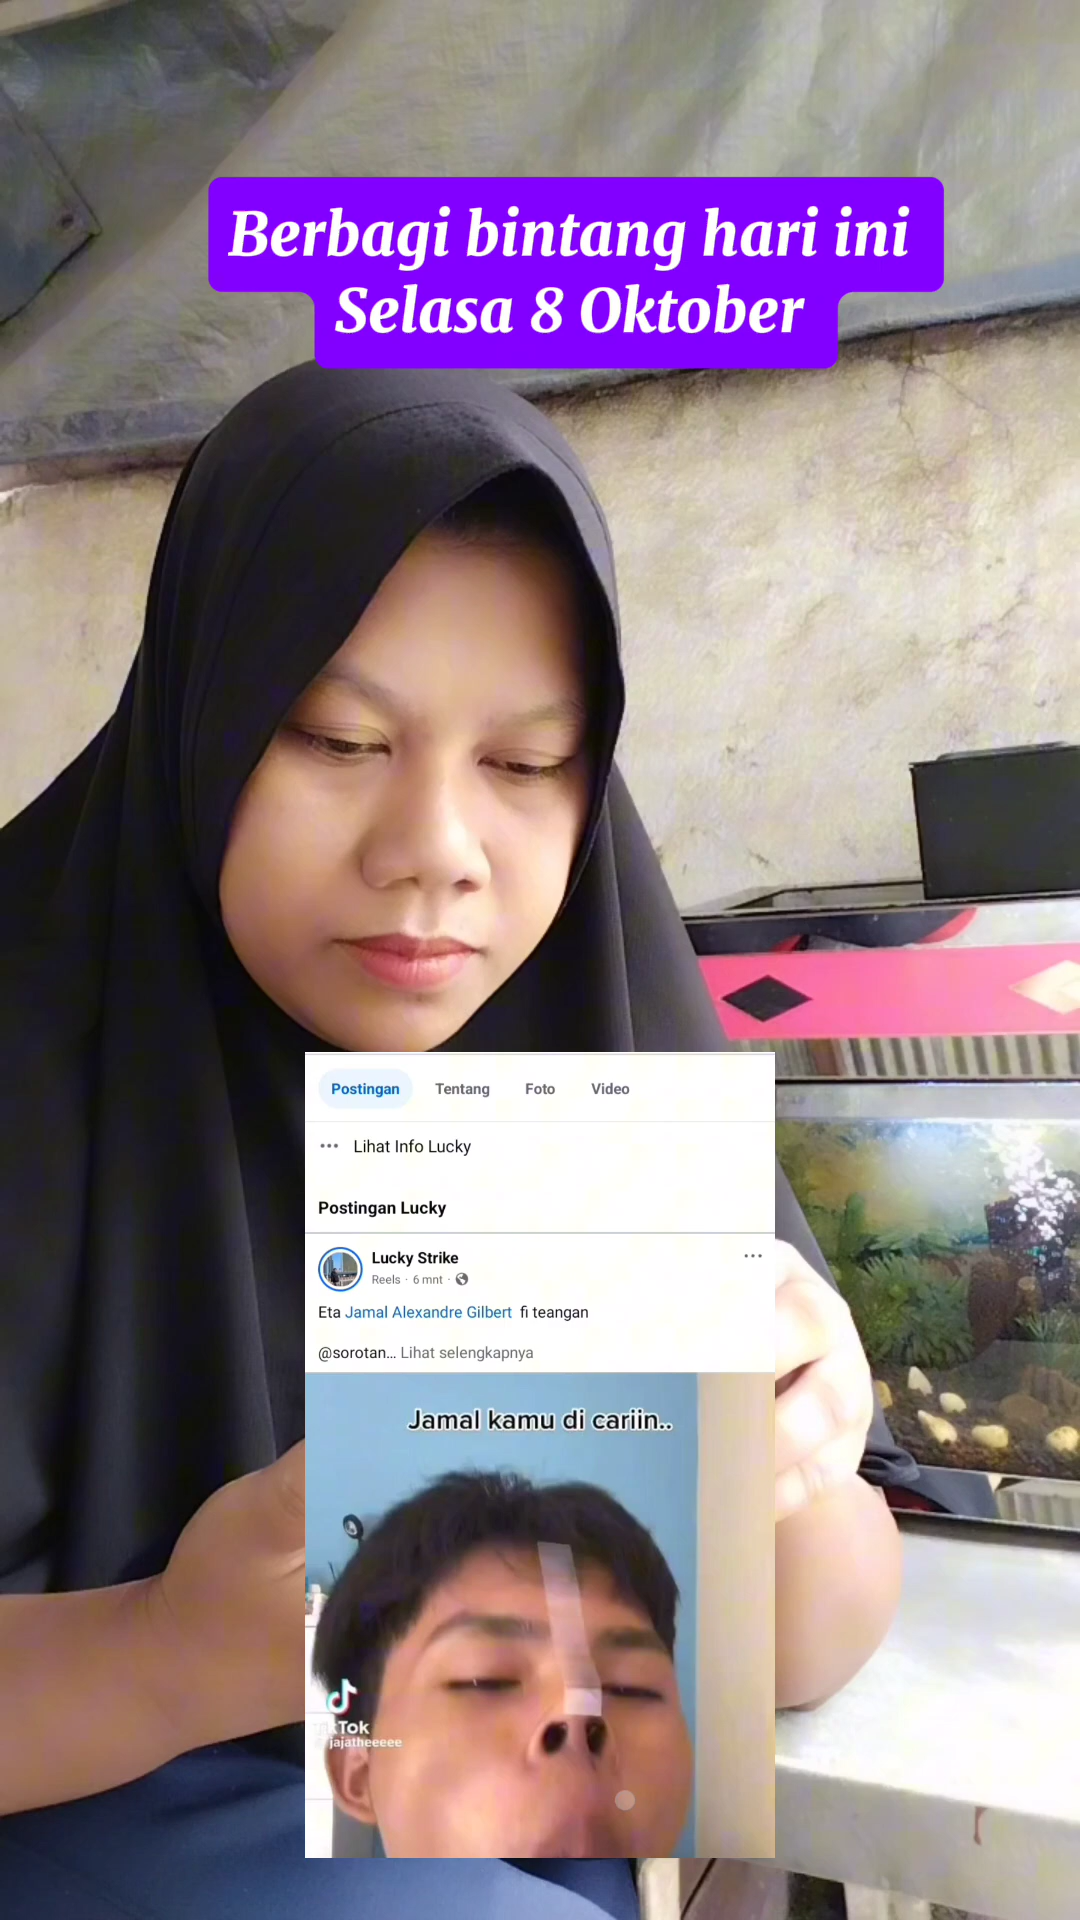 Berbagi bintang hari ini
Selasa 8 Oktober
Postingan Tentang Foto Video
Lihat Info Lucky
Postingan Lucky
Lucky Strike
Reels · 6 mnt ·
Eta Jamal Alexandre Gilbert fi teangan
@sorotan... Lihat selengkapnya
Jamal kamu di cariin..
TikTok
jajatheeeee